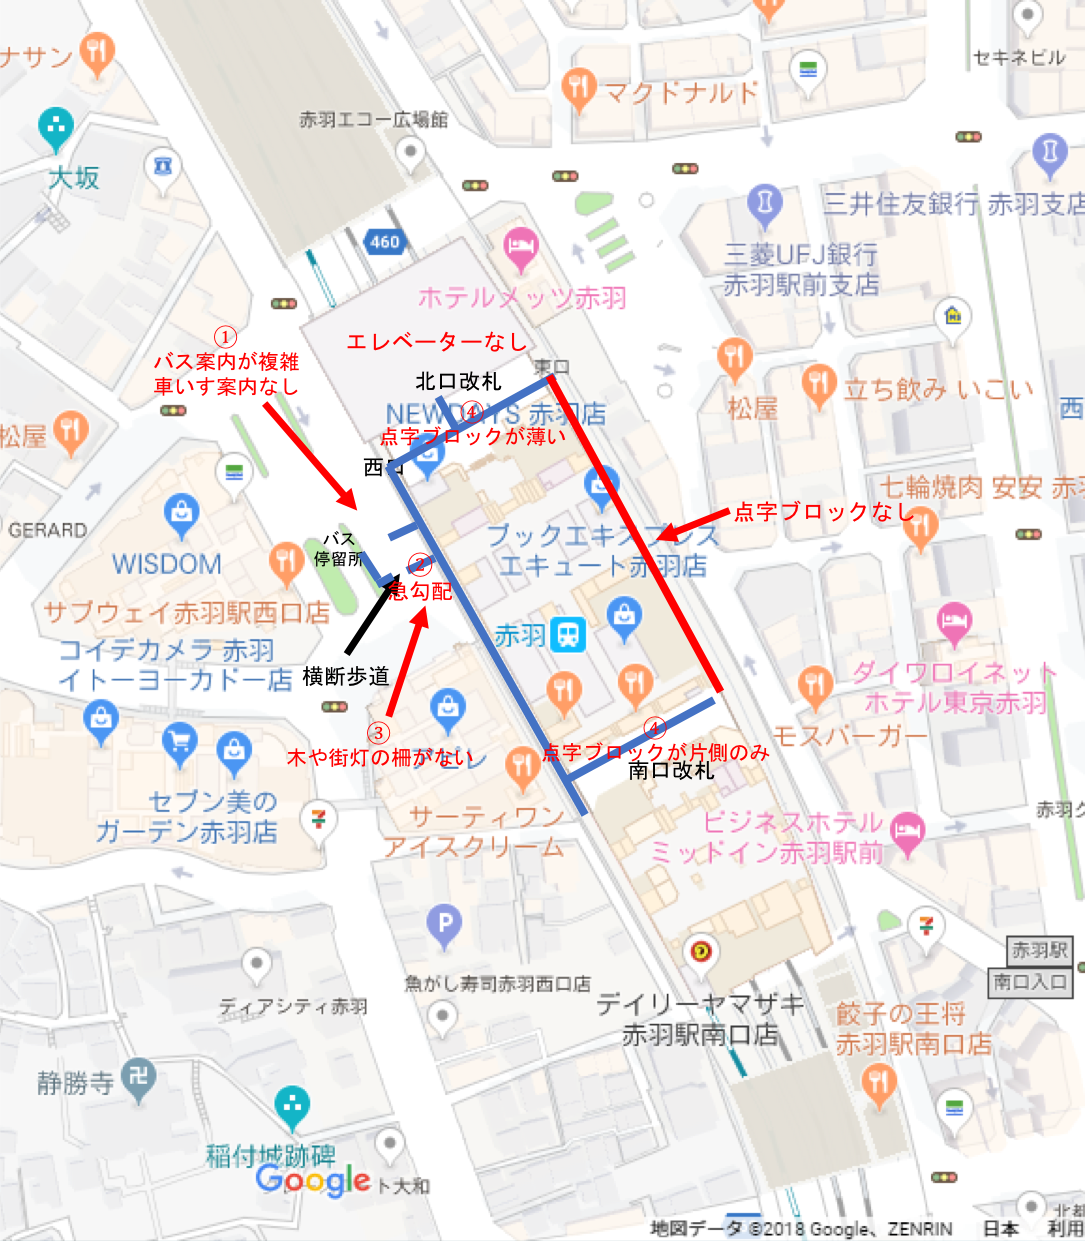 ナサン
マクドナルド
セキネビル
赤羽エコー広場館
大坂
三井住友銀行 赤羽支店
460
三菱UFJ銀行
赤羽駅前支店
ホテルメッツ赤羽
①
バス案内が複雑
車いす案内なし
エレベーターなし
東口
北口改札
立ち飲み いこい
松屋
西
NEWDAYS 赤羽店
④
点字ブロックが薄い
松屋
西口
七輪焼肉 安安 赤
点字ブロックなし
GERARD
バス
停留所
ブックエキスプレス
エキュート赤羽店
WISDOM
②
急勾配
サブウェイ赤羽駅西口店
赤羽
コイデカメラ 赤羽
イトーヨーカドー店
横断歩道
ダイワロイネット
ホテル東京赤羽
③
木や街灯の柵がない
アピレ
④
点字ブロックが片側のみ
南口改札
モスバーガー
セブン美の
ガーデン赤羽店
サーティワン
アイスクリーム
ビジネスホテル
ミッドイン赤羽駅前
赤羽
P
魚がし寿司赤羽西口店
ディアシティ赤羽
デイリーヤマザキ
赤羽駅南口店
赤羽駅
南口入口
餃子の王将
赤羽駅南口店
静勝寺
稲付城跡碑
Google
ト大和
北都
地図データ ©2018 Google、ZENRIN 日本 利用